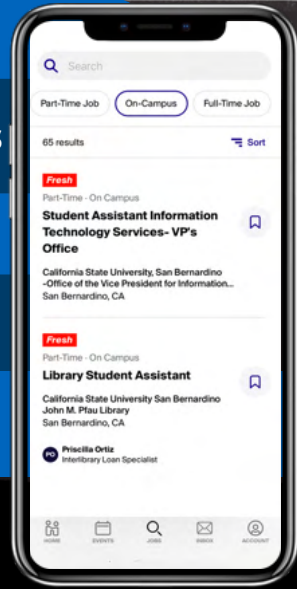 S
Search
Part-Time Job
On-Campus
Full-Time Job
65 results
Sort
Fresh
Part-Time · On Campus
Student Assistant Information
Technology Services- VP's
Office
California State University, San Bernardino
-Office of the Vice President for Information...
San Bernardino, CA
Fresh
Part-Time · On Campus
Library Student Assistant
California State University San Bernardino
John M. Pfau Library
San Bernardino, CA
PO
Priscilla Ortiz
Interlibrary Loan Specialist
HOME
EVENTS
JOBS
INBOX
ACCOUNT